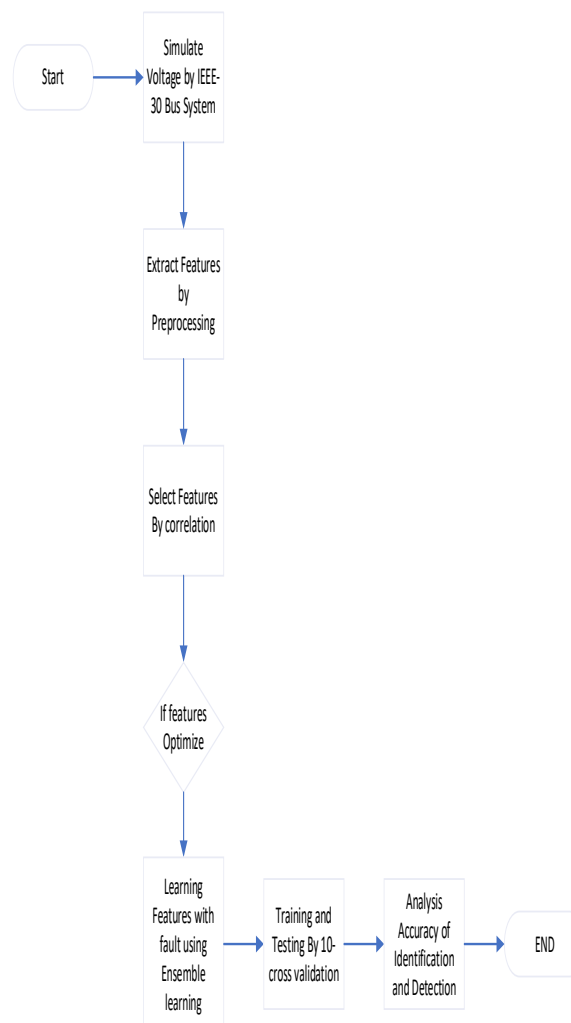 Start
Simulate
Voltage by IEEE-
30 Bus System
Extract Features
by
Preprocessing
Select Features
By correlation
If features
Optimize
Learning
Features with
fault using
Ensemble
learning
Training and
Testing By 10-
cross validation
Analysis
Accuracy of
Identification
and Detection
END